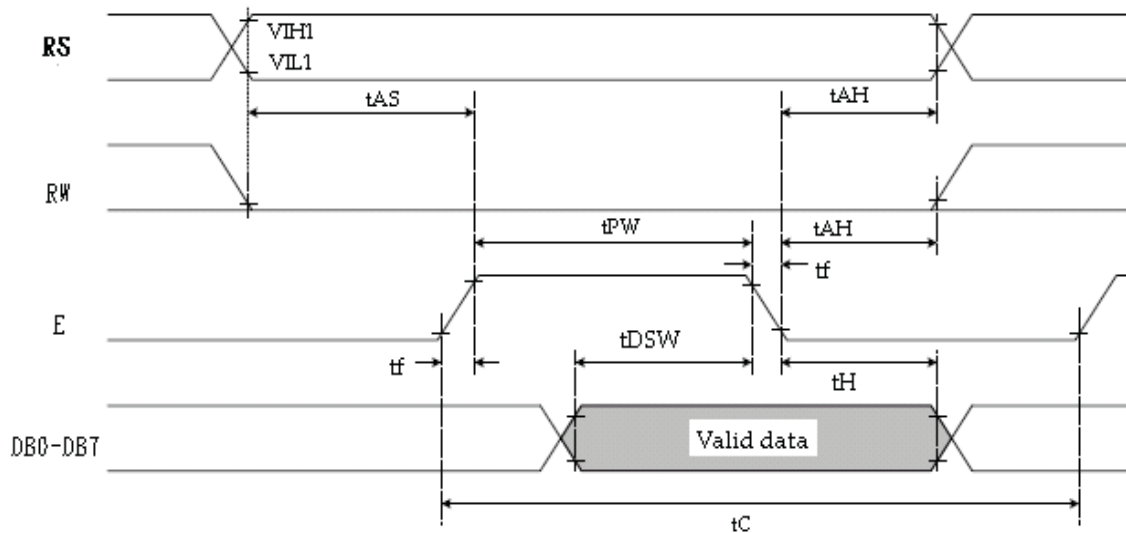 RS
VIH1
VIL1
tAS
tAH
RW
tPW
tAH
tf
E
tDSW
tf
tH
DB0-DB7
Valid data
tC